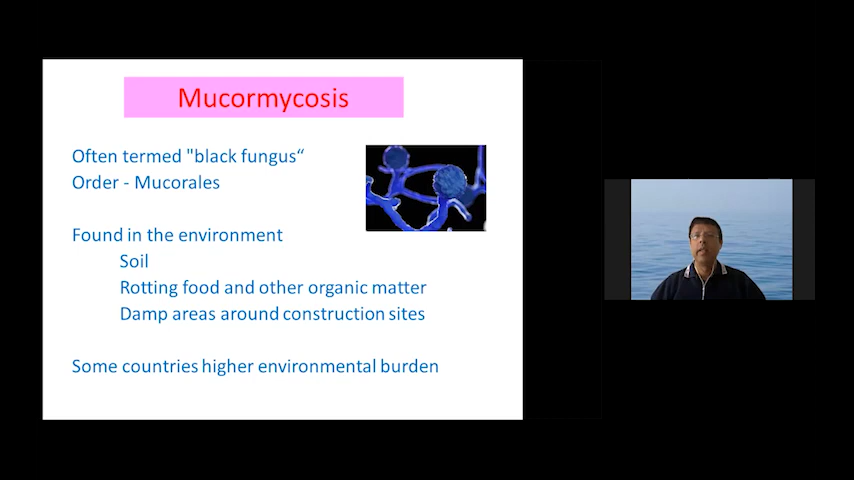 Mucormycosis
Often termed "black fungus“
Order - Mucorales
Found in the environment
Soil
Rotting food and other organic matter
Damp areas around construction sites
Some countries higher environmental burden